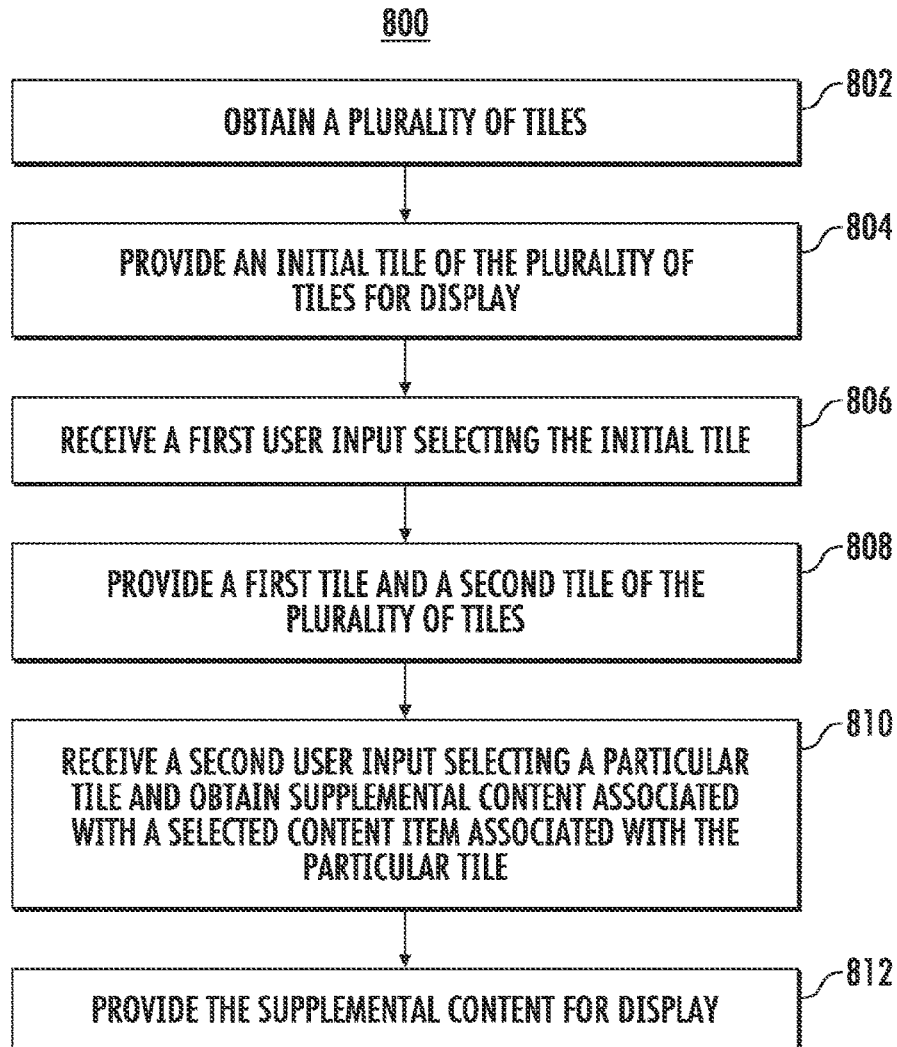 800
802
OBTAIN A PLURALITY OF TILES
804
PROVIDE AN INITIAL TILE OF THE PLURALITY OF
TILES FOR DISPLAY
806
RECEIVE A FIRST USER INPUT SELECTING THE INITIAL TILE
808
PROVIDE A FIRST TILE AND A SECOND TILE OF THE
PLURALITY OF TILES
810
RECEIVE A SECOND USER INPUT SELECTING A PARTICULAR
TILE AND OBTAIN SUPPLEMENTAL CONTENT ASSOCIATED
WITH A SELECTED CONTENT ITEM ASSOCIATED WITH THE
PARTICULAR TILE
812
PROVIDE THE SUPPLEMENTAL CONTENT FOR DISPLAY